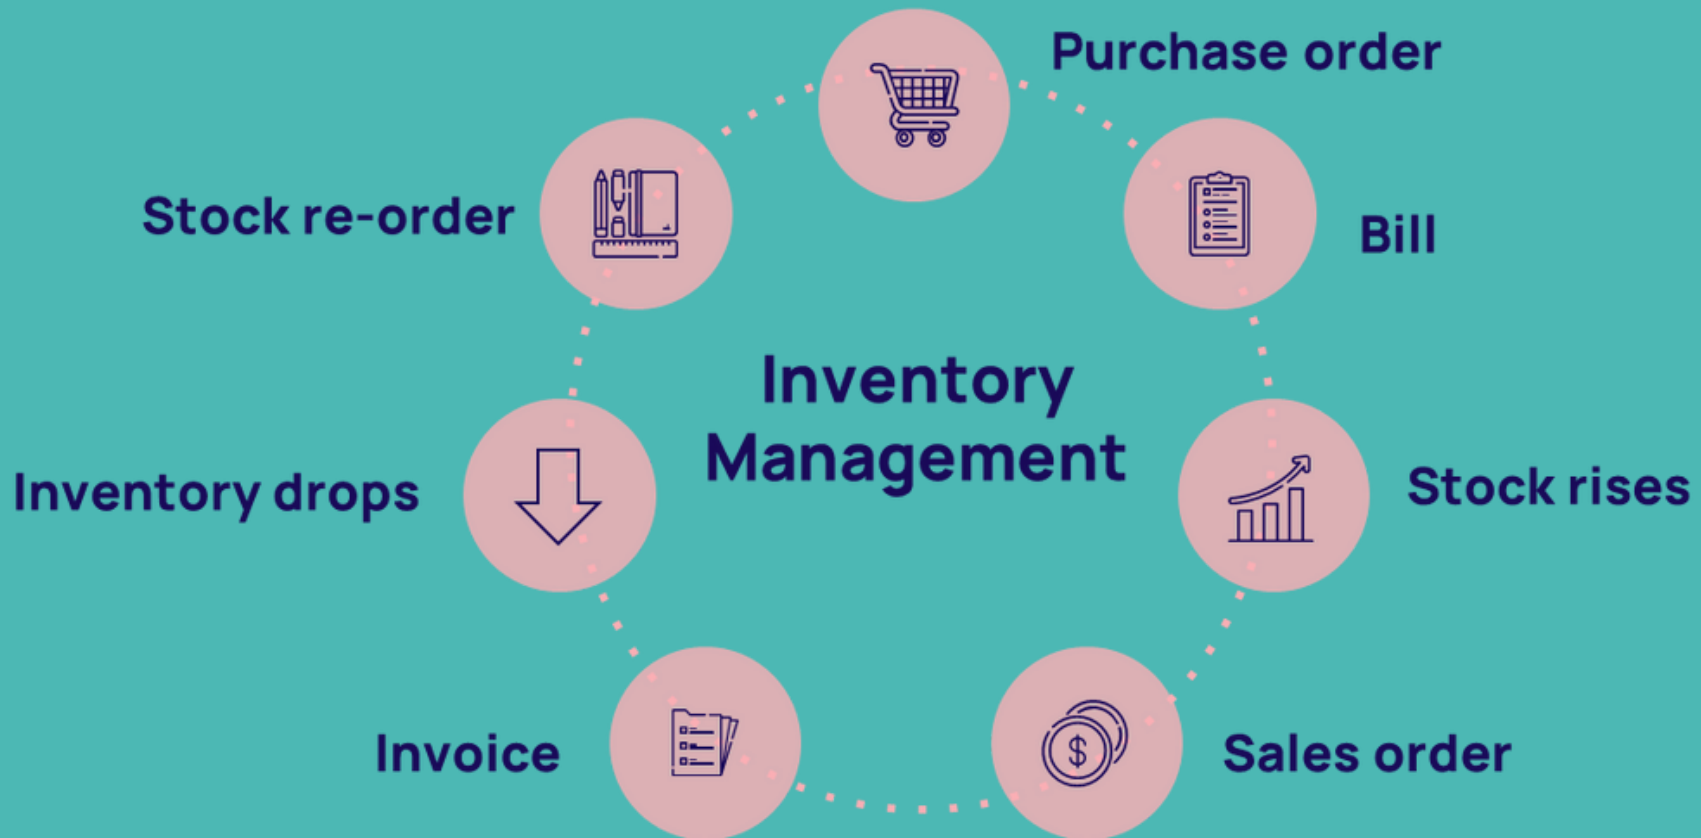 Purchase order
Stock re-order
Bill
Inventory
Management
Inventory drops
Stock rises
Invoice
Sales order
$